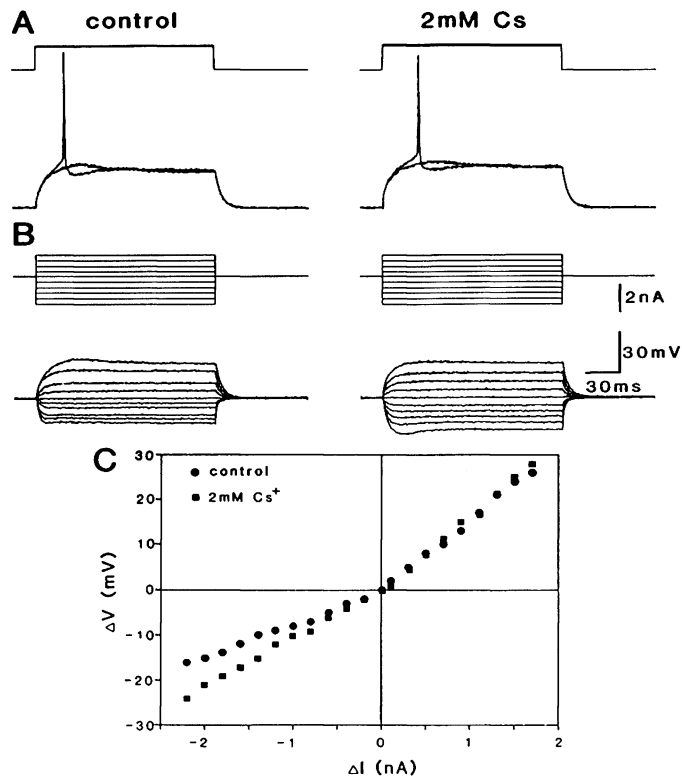 A
control
2mM Cs
B
2nA
30mV
30ms
C
30
20
10
0
-10
-20
-30
ΔV (mV)
● control
■ 2mM Cs⁺
-2
-1
0
1
2
ΔI (nA)